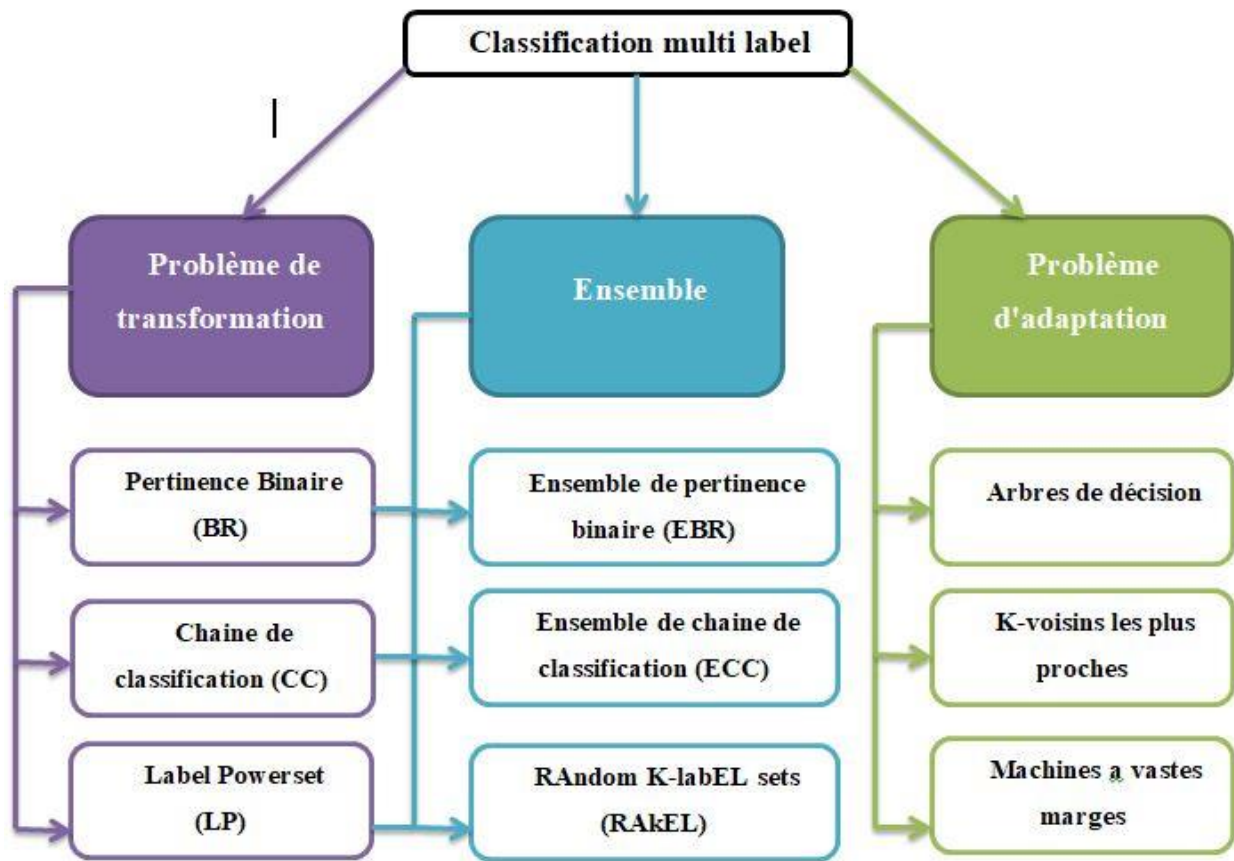 Classification multi label
Problème de
transformation
Ensemble
Problème
d'adaptation
Pertinence Binaire
(BR)
Ensemble de pertinence
binaire (EBR)
Arbres de décision
Chaine de
classification (CC)
Ensemble de chaine de
classification (ECC)
K-voisins les plus
proches
Label Powerset
(LP)
RAndom K-labEL sets
(RAkEL)
Machines a vastes
marges